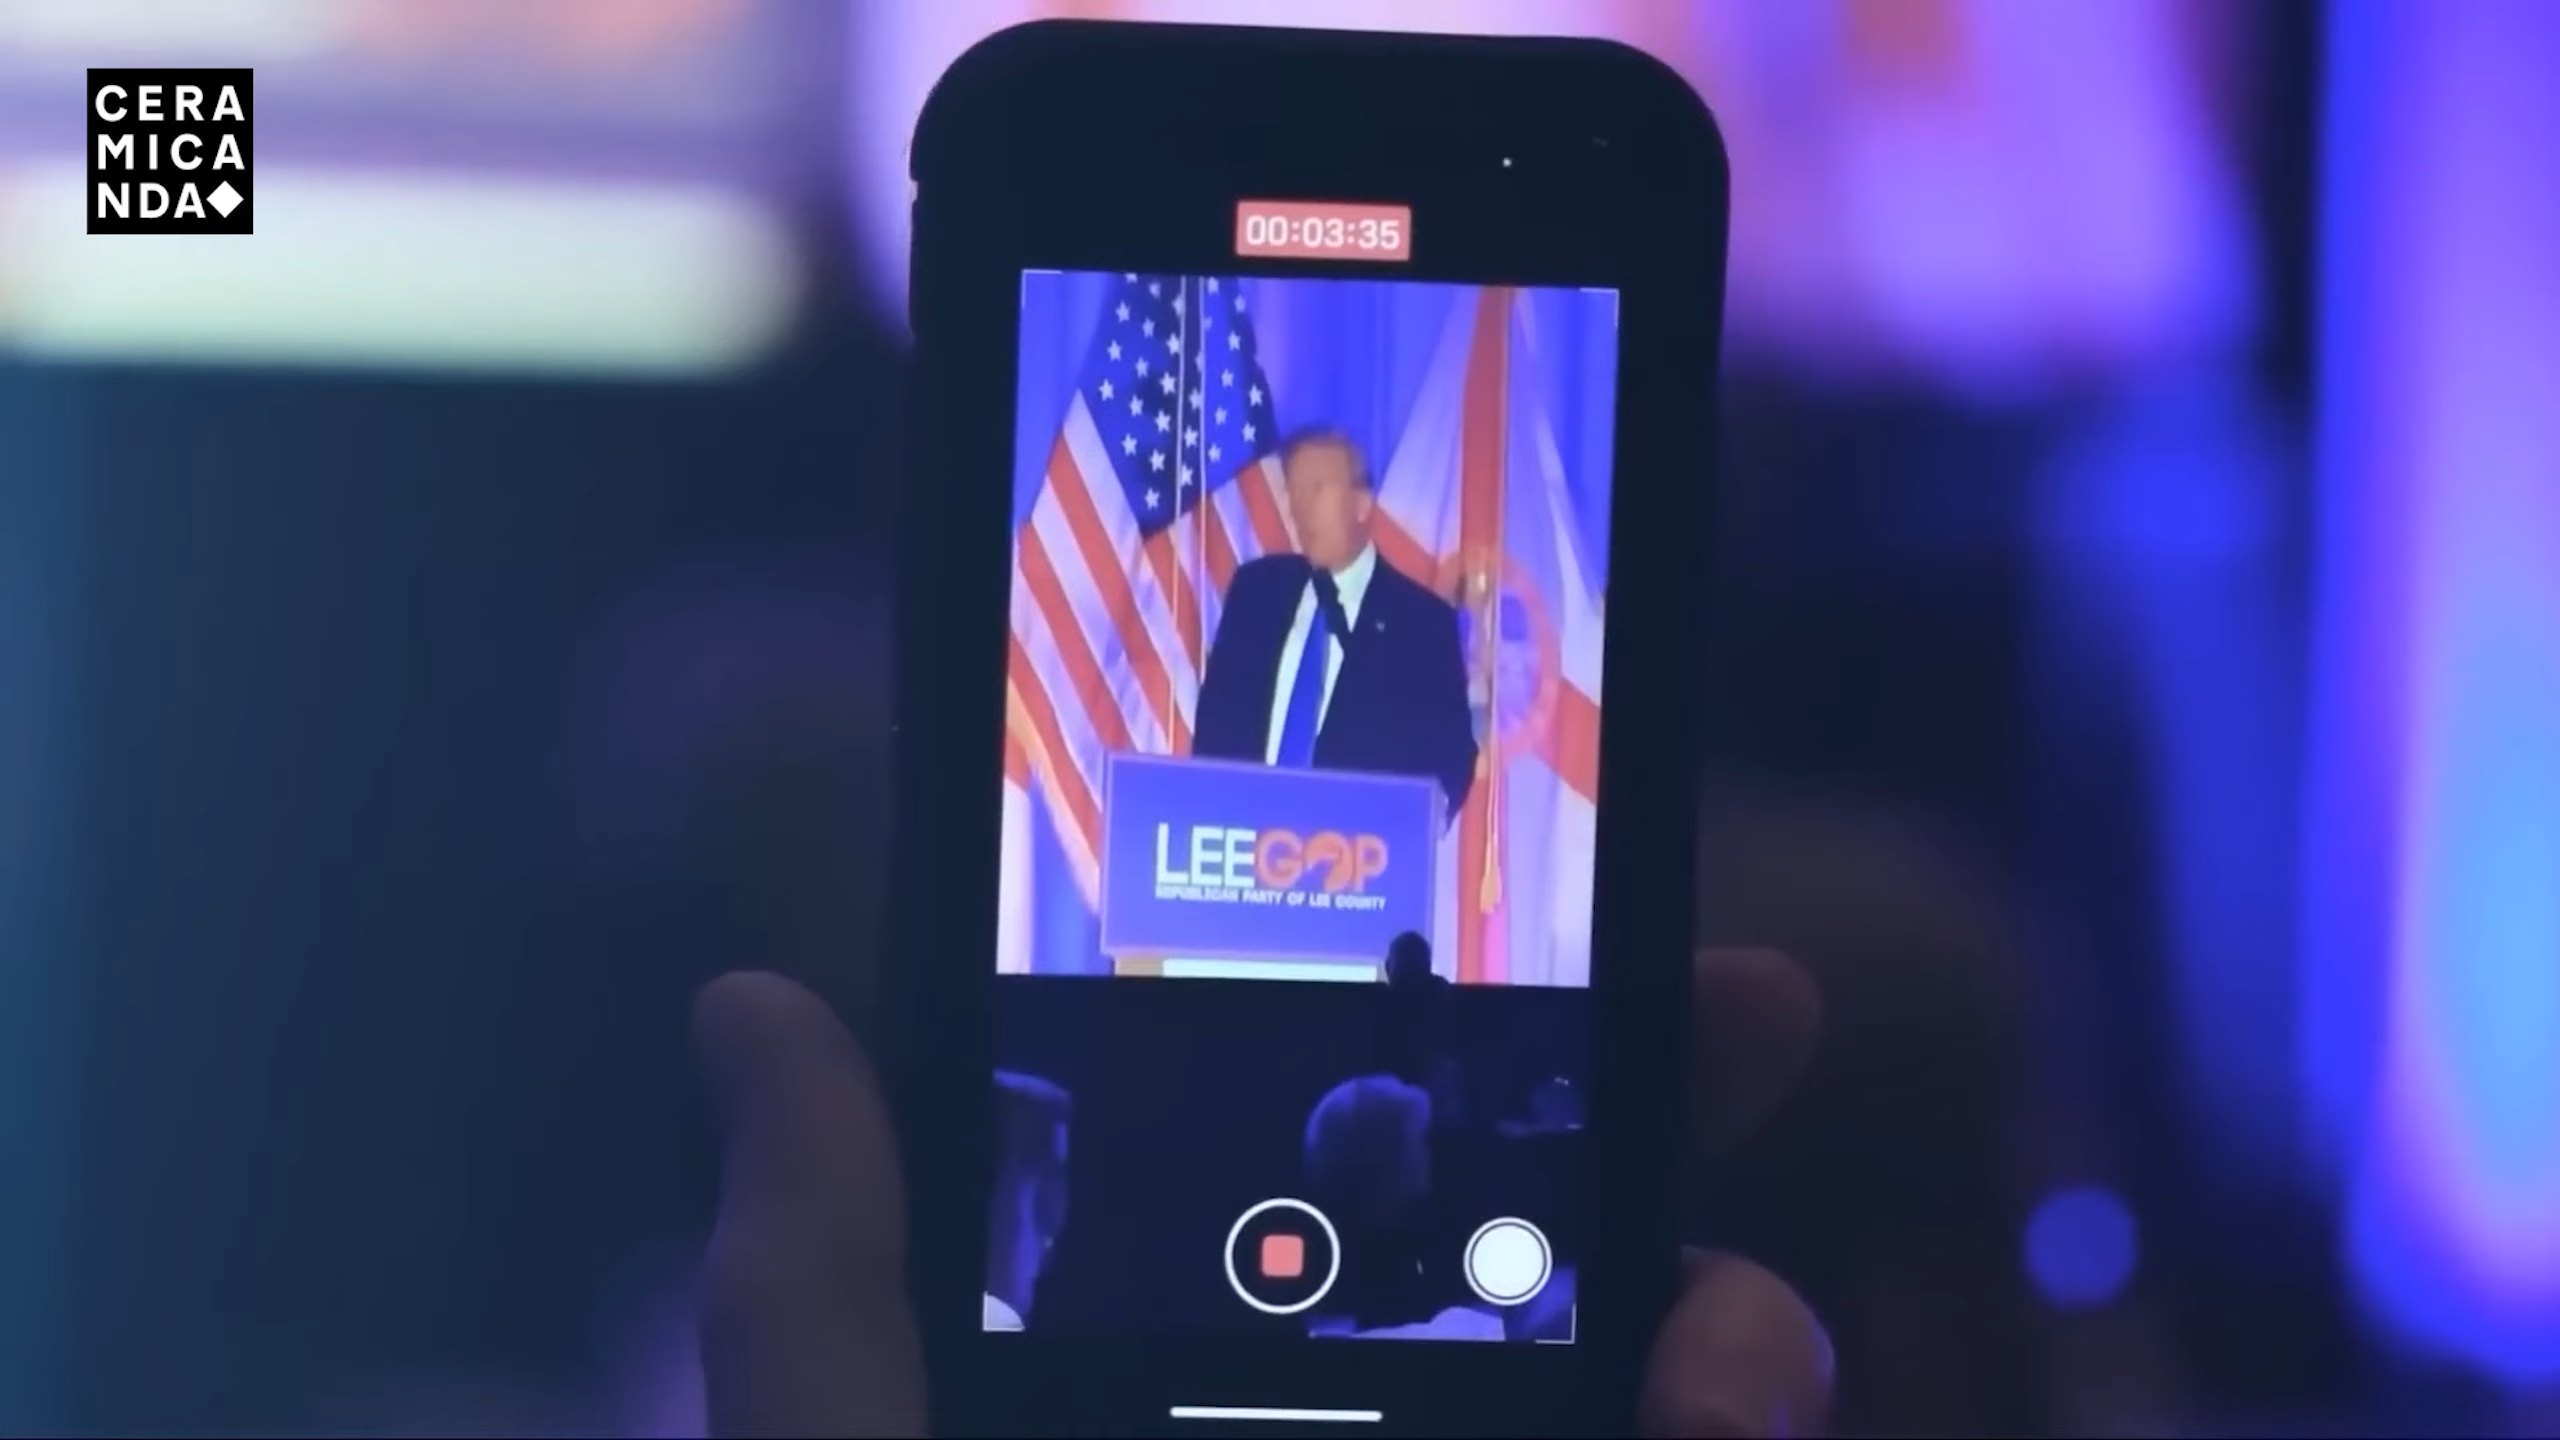 CERA
MICA
NDA
00:03:35
LEEGOP
REPUBLICAN PARTY OF LEE COUNTY